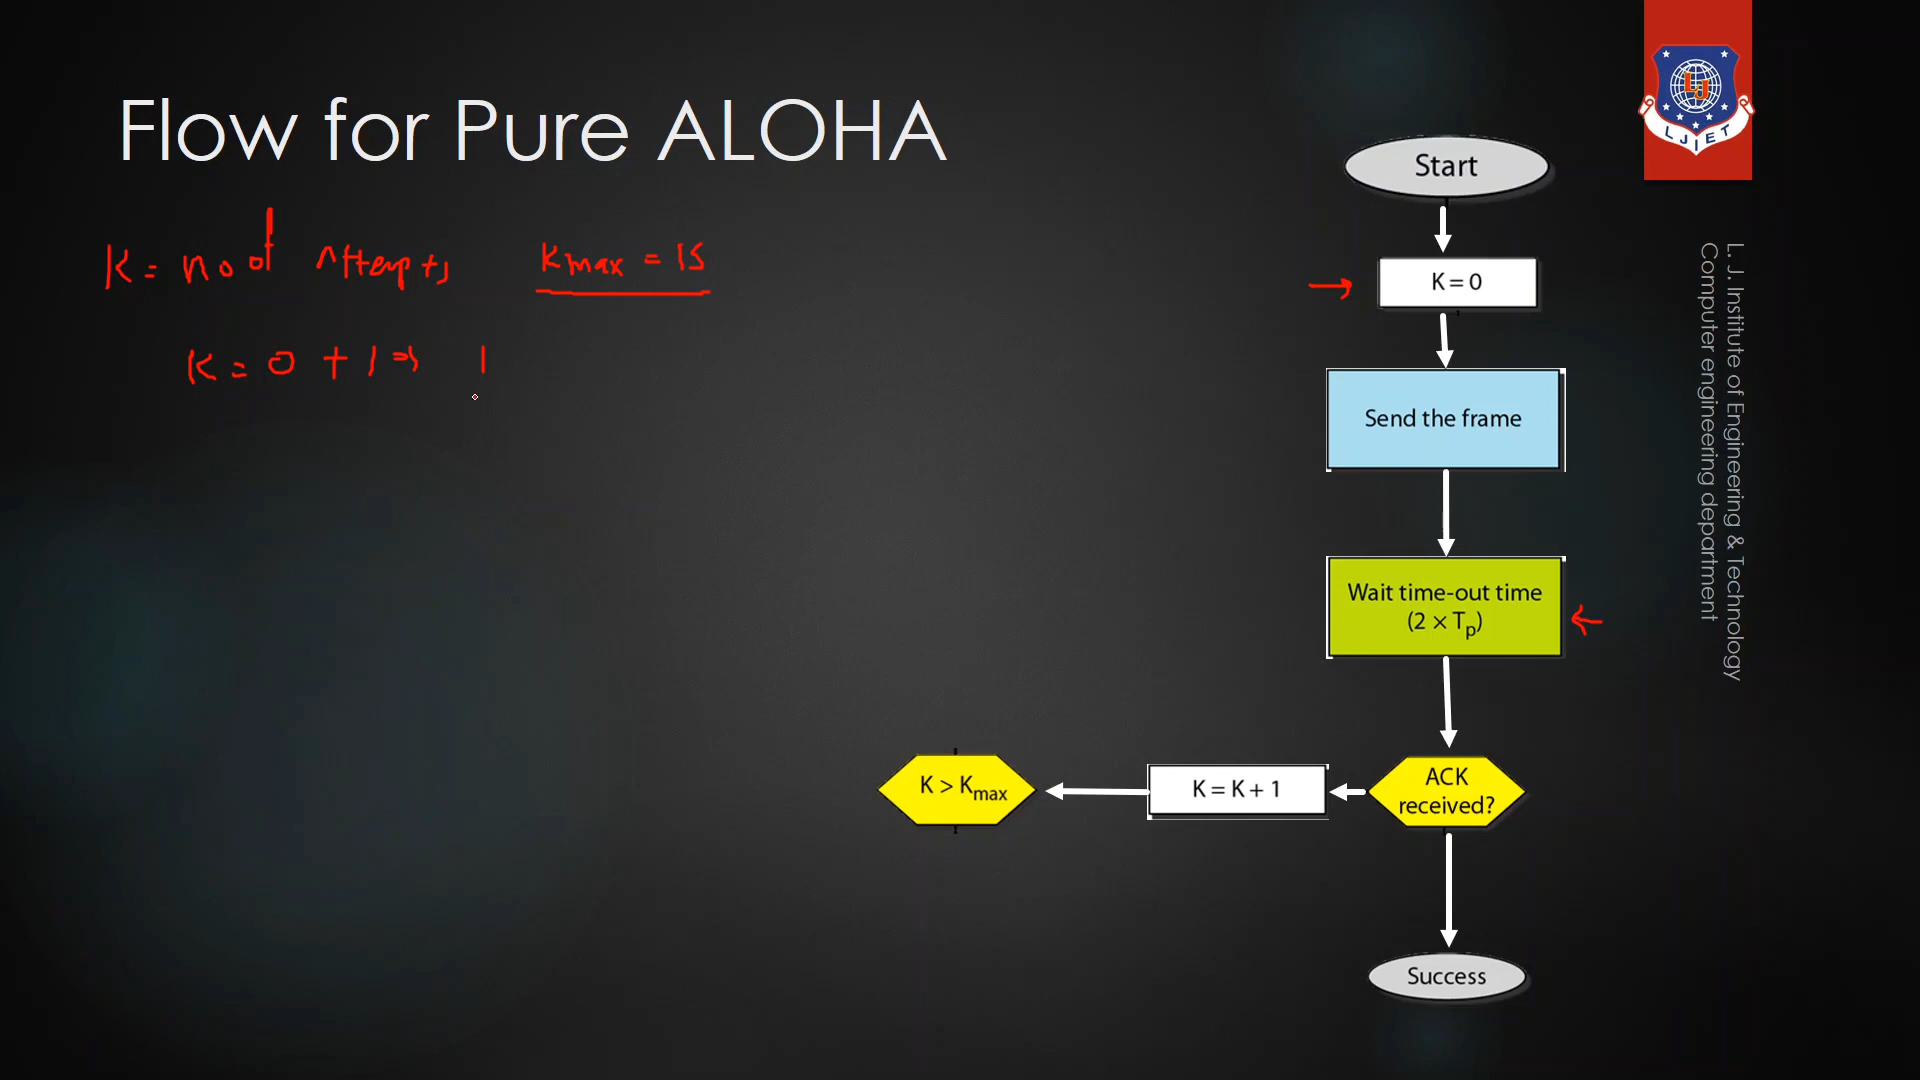 Flow for Pure ALOHA
K = no of Attempts
Kmax = 15
K = 0 + 1 ⇒ 1
Start
K = 0
Send the frame
Wait time-out time
(2 × Tp)
ACK
received?
K = K + 1
K > Kmax
Success
LJIET
L. J. Institute of Engineering & Technology
Computer engineering department